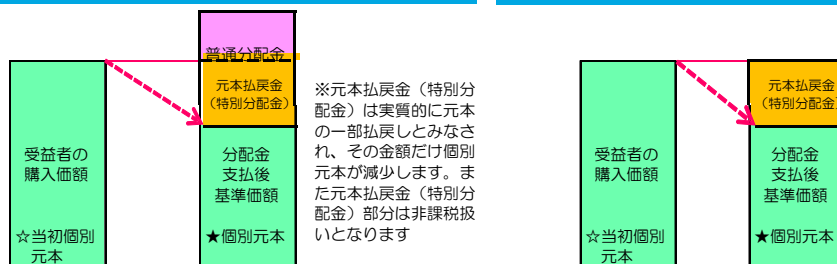 普通分配金
元本払戻金
（特別分配金）
受益者の
購入価額
☆当初個別
元本
分配金
支払後
基準価額
★個別元本
※元本払戻金（特別分
配金）は実質的に元本
の一部払戻しとみなさ
れ、その金額だけ個別
元本が減少します。ま
た元本払戻金（特別分
配金）部分は非課税扱
いとなります
元本払戻金
（特別分配金
受益者の
購入価額
☆当初個別
元本
分配金
支払後
基準価額
★個別元本